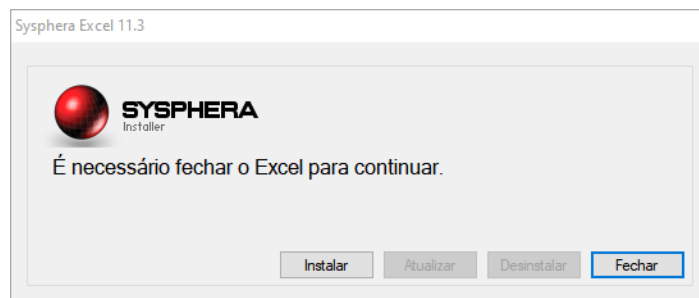 Sysphera Excel 11.3
SYSPHERA
Installer
É necessário fechar o Excel para continuar.
Instalar Atualizar Desinstalar Fechar